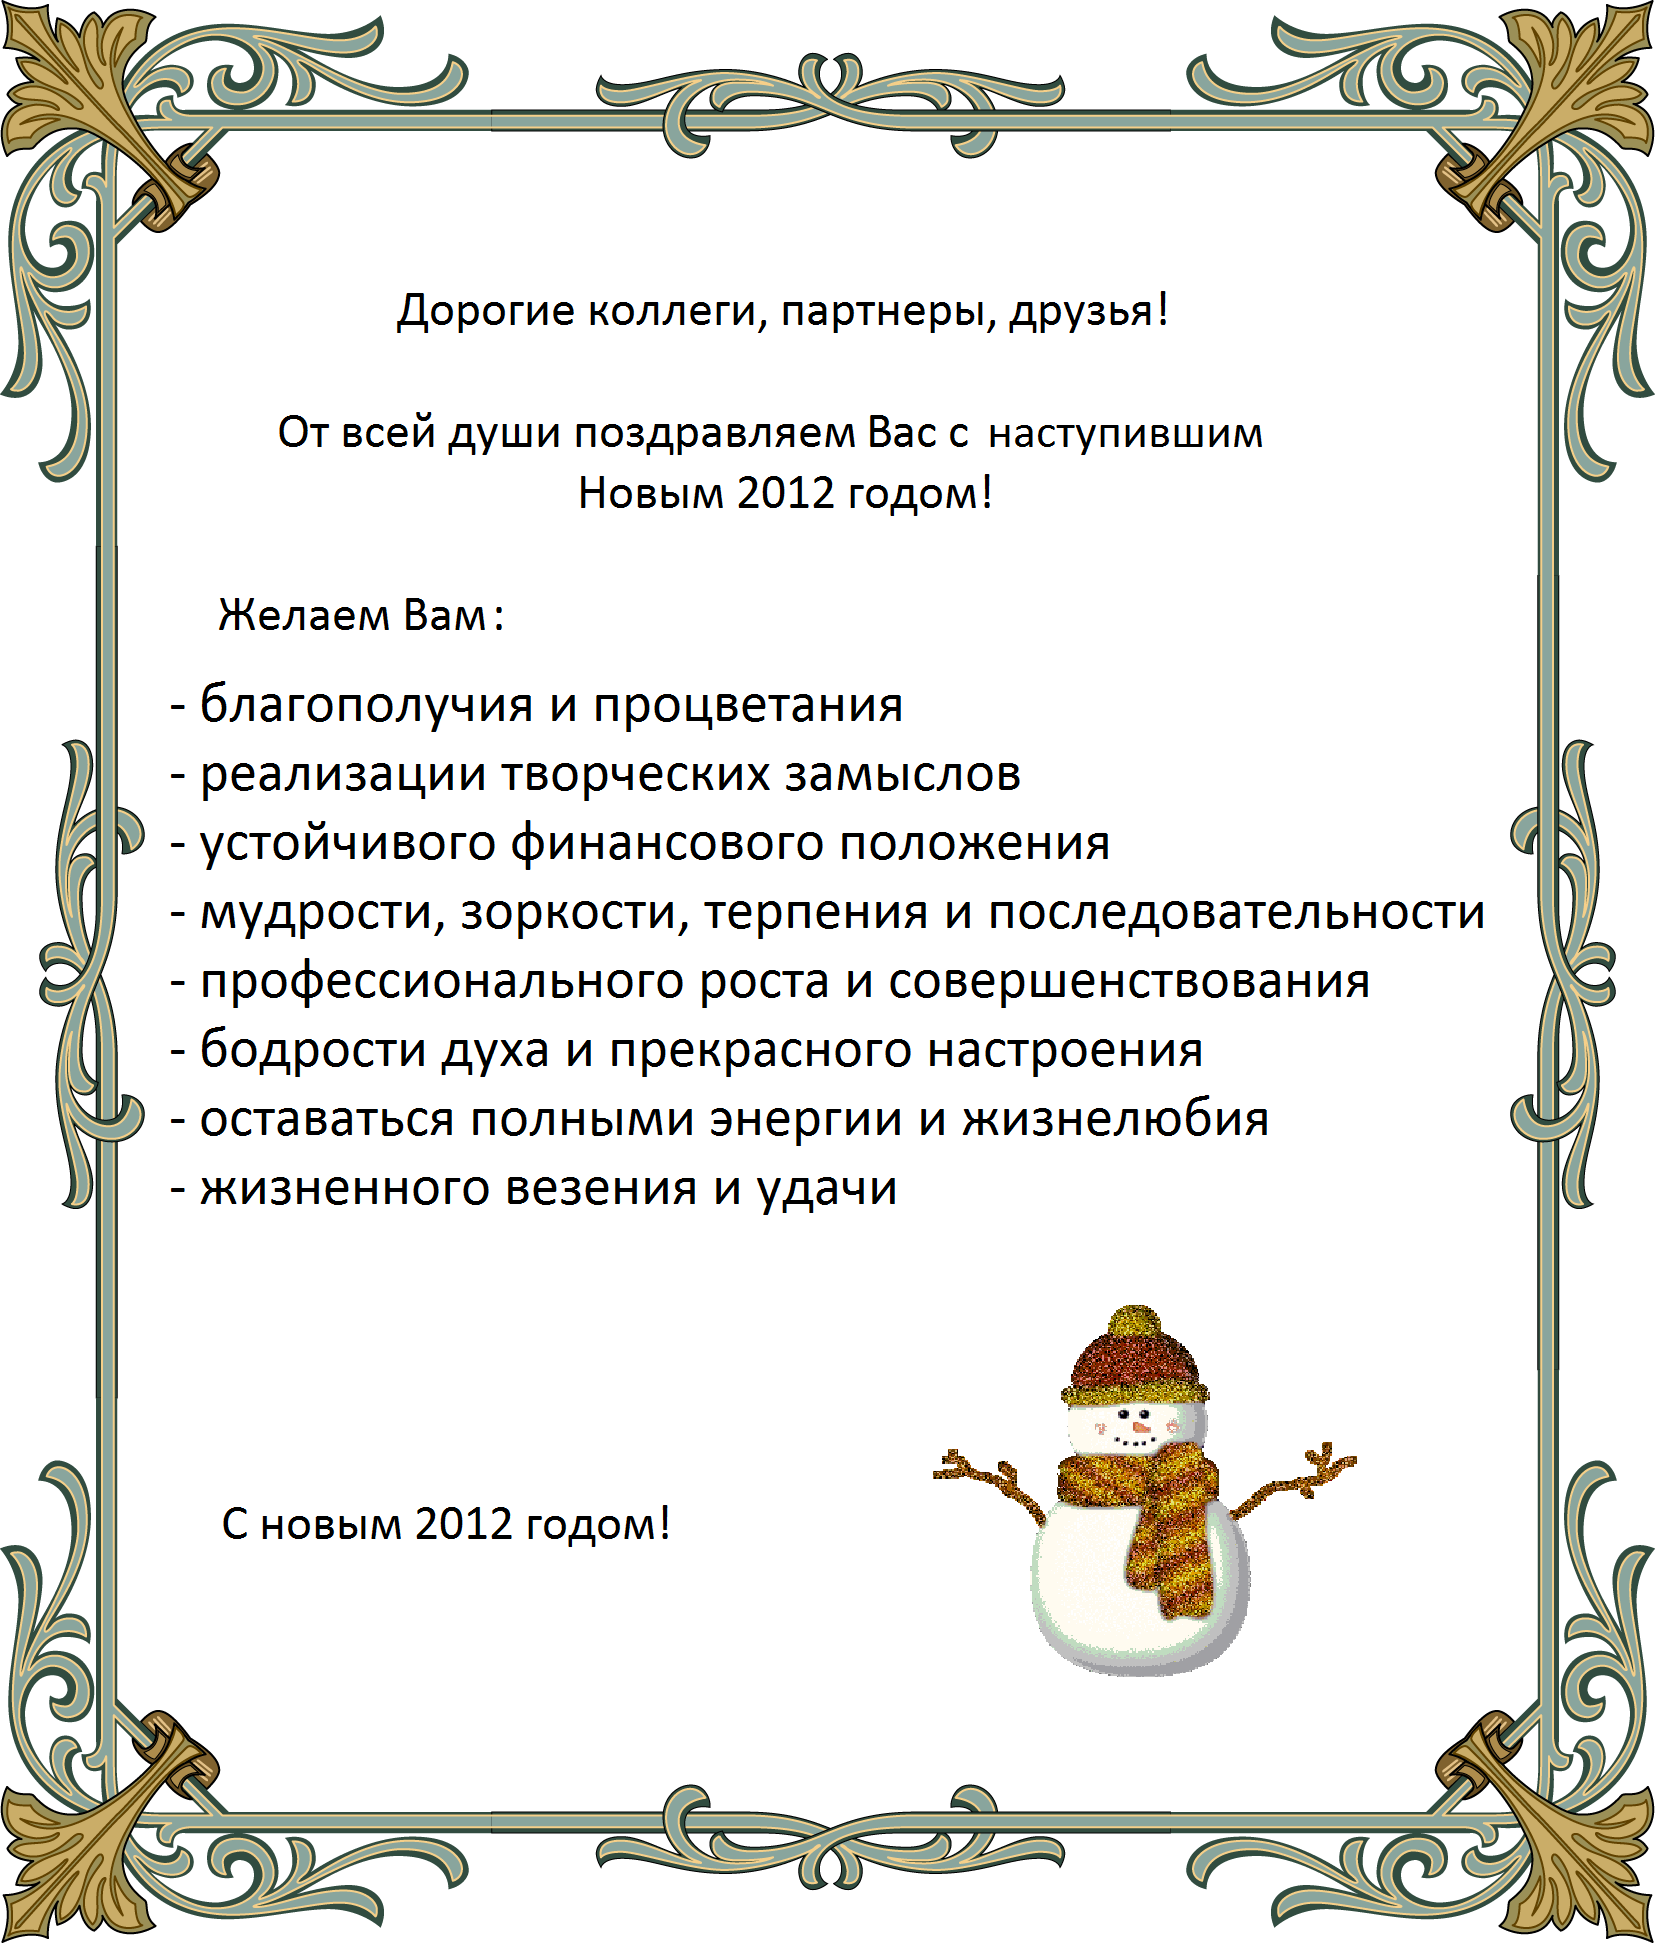 Дорогие коллеги, партнеры, друзья!
От всей души поздравляем Вас с наступившим
Новым 2012 годом!
Желаем Вам:
- благополучия и процветания
- реализации творческих замыслов
- устойчивого финансового положения
- мудрости, зоркости, терпения и последовательности
- профессионального роста и совершенствования
- бодрости духа и прекрасного настроения
- оставаться полными энергии и жизнелюбия
- жизненного везения и удачи
С новым 2012 годом!